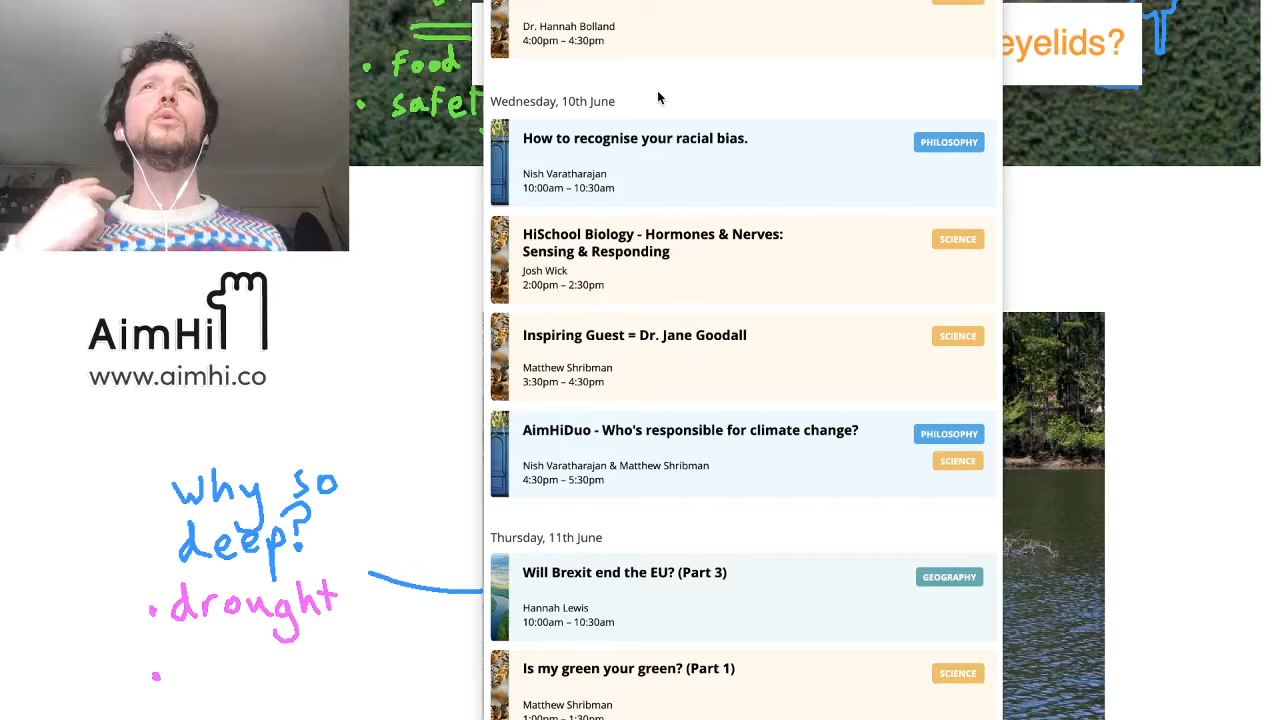 Dr. Hannah Bolland
4:00pm – 4:30pm
• food
• safety
eyelids?
Wednesday, 10th June
How to recognise your racial bias.
PHILOSOPHY
Nish Varatharajan
10:00am – 10:30am
HiSchool Biology - Hormones & Nerves:
Sensing & Responding
SCIENCE
Josh Wick
2:00pm – 2:30pm
Inspiring Guest = Dr. Jane Goodall
SCIENCE
Matthew Shribman
3:30pm – 4:30pm
AimHiDuo - Who's responsible for climate change?
PHILOSOPHY
SCIENCE
Nish Varatharajan & Matthew Shribman
4:30pm – 5:30pm
Thursday, 11th June
Will Brexit end the EU? (Part 3)
GEOGRAPHY
Hannah Lewis
10:00am – 10:30am
Is my green your green? (Part 1)
SCIENCE
Matthew Shribman
1:00pm – 1:30pm
AimHi
www.aimhi.co
why so
deep?
• drought
•